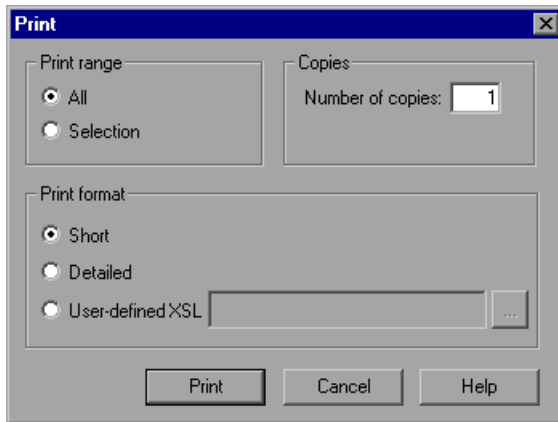 Print
Print range
All
Selection
Copies
Number of copies: 1
Print format
Short
Detailed
User-defined XSL
...
Print
Cancel
Help